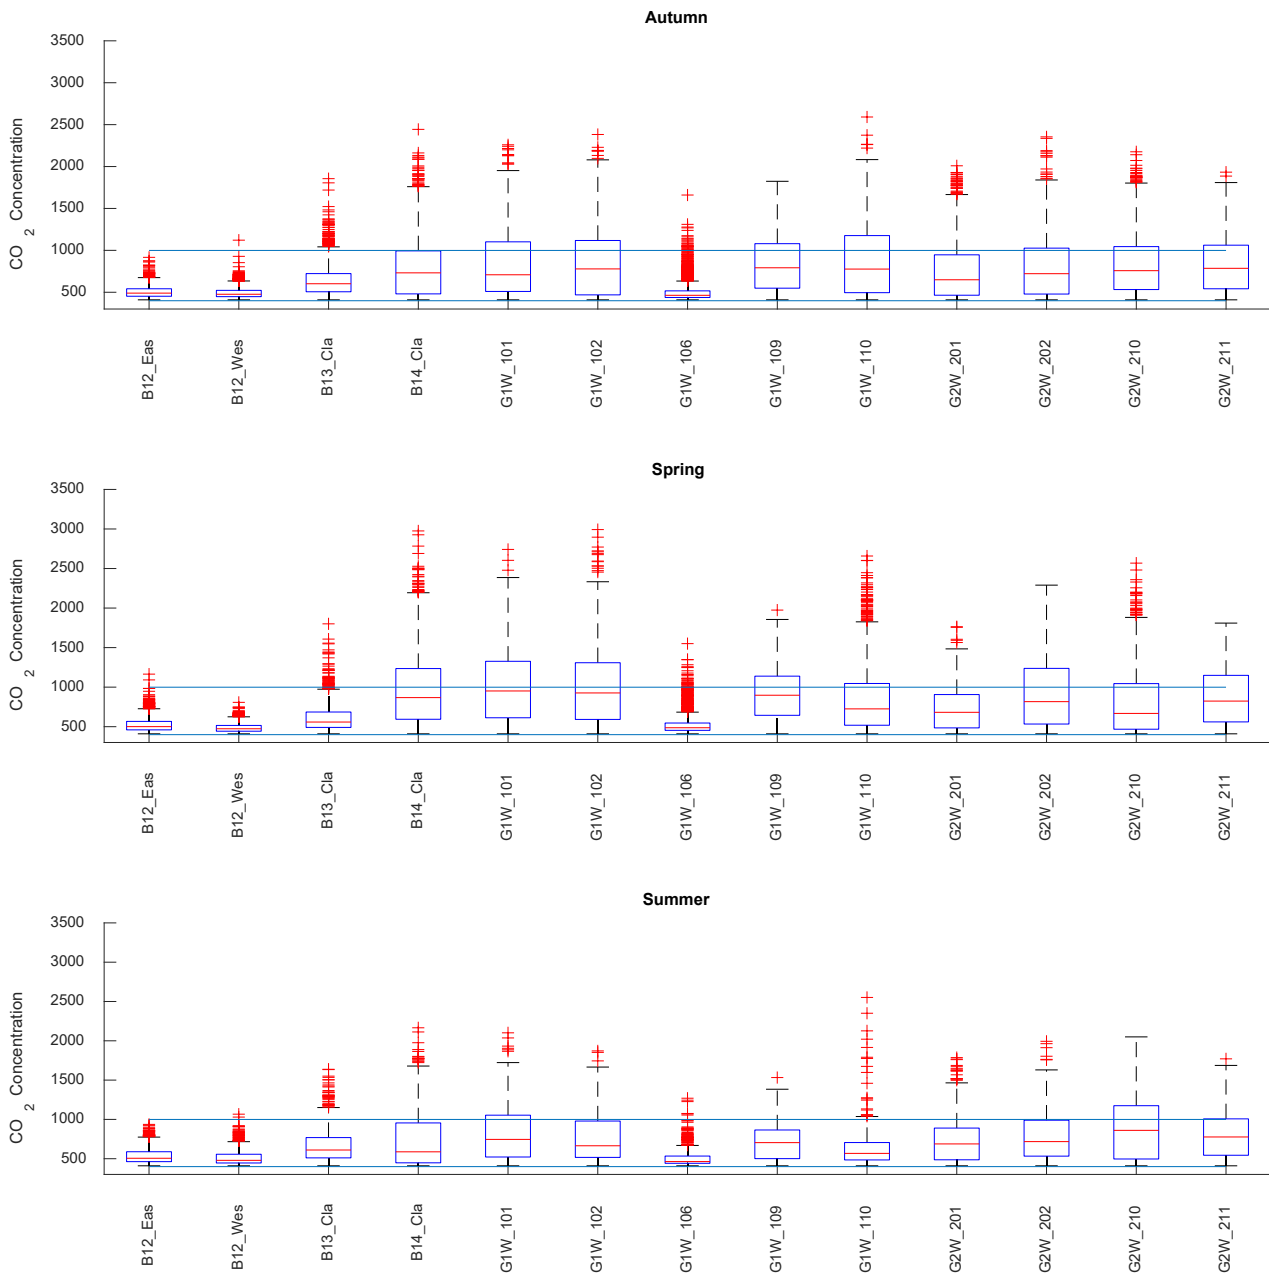 Autumn
3500
3000
2500
2000
1500
1000
500
CO 2 Concentration
B12_Eas
B12_Wes
B13_Cla
B14_Cla
G1W_101
G1W_102
G1W_106
G1W_109
G1W_110
G2W_201
G2W_202
G2W_210
G2W_211
Spring
3500
3000
2500
2000
1500
1000
500
CO 2 Concentration
B12_Eas
B12_Wes
B13_Cla
B14_Cla
G1W_101
G1W_102
G1W_106
G1W_109
G1W_110
G2W_201
G2W_202
G2W_210
G2W_211
Summer
3500
3000
2500
2000
1500
1000
500
CO 2 Concentration
B12_Eas
B12_Wes
B13_Cla
B14_Cla
G1W_101
G1W_102
G1W_106
G1W_109
G1W_110
G2W_201
G2W_202
G2W_210
G2W_211